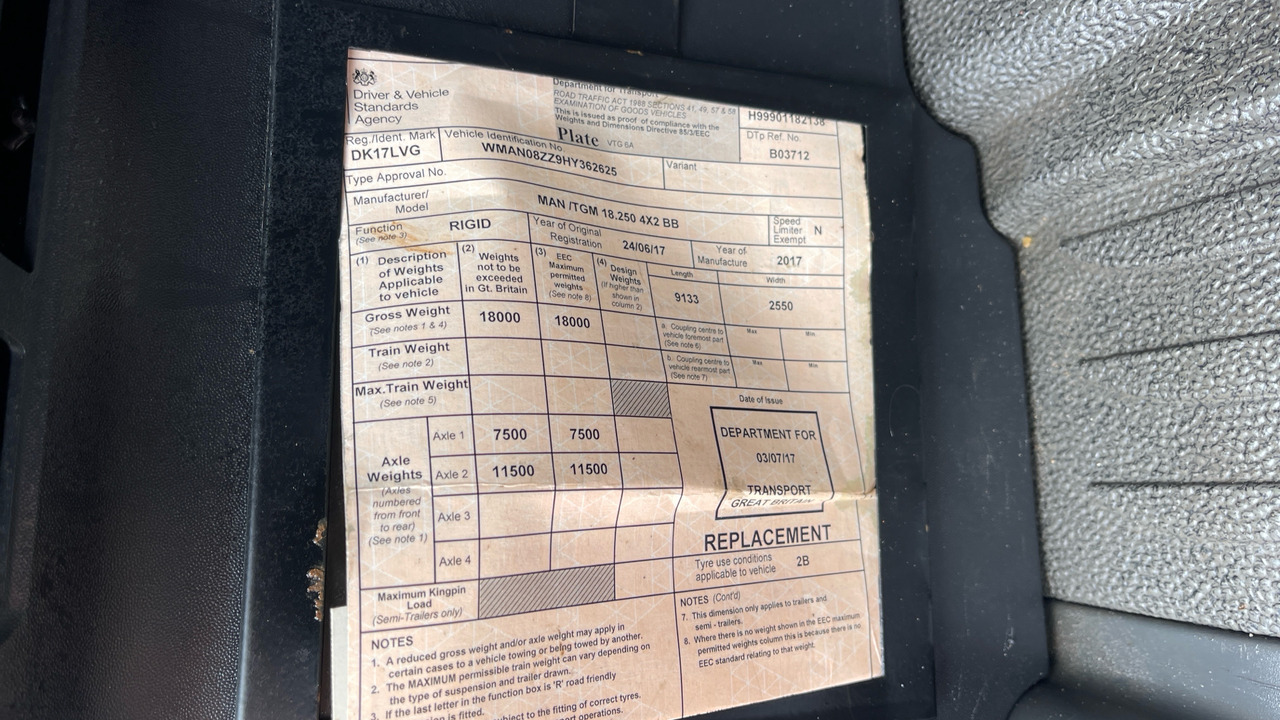 Driver & Vehicle
Standards
Agency
Department for Transport
ROAD TRAFFIC ACT 1988 SECTIONS 41, 49, 57 & 58
EXAMINATION OF GOODS VEHICLES
This is issued as proof of compliance with the
Weights and Dimensions Directive 85/3/EEC
Plate VTG 6A
H99901182138
DTp Ref. No.
B03712
Reg./Ident. Mark
DK17LVG
Vehicle Identification No.
WMAN08ZZ9HY362625
Type Approval No.
Variant
Manufacturer/
Model
MAN /TGM 18.250 4X2 BB
Speed
Limiter
Exempt
N
Function
(See note 3)
RIGID
Year of Original
Registration
24/06/17
Year of
Manufacture
2017
(1) Description
of Weights
Applicable
to vehicle
(2) Weights
not to be
exceeded
in Gt. Britain
(3) EEC
Maximum
permitted
weights
(See note 8)
(4) Design
Weights
(if higher than
shown in
column 2)
Length
9133
Width
2550
Gross Weight
(See notes 1 & 4)
18000
18000
a. Coupling centre to
vehicle foremost part
(See note 6)
Max
Min
Train Weight
(See note 2)
b. Coupling centre to
vehicle rearmost part
(See note 7)
Max
Min
Max.Train Weight
(See note 5)
Date of Issue
DEPARTMENT FOR
03/07/17
TRANSPORT
GREAT BRITAIN
Axle
Weights
(Axles
numbered
from front
to rear)
(See note 1)
Axle 1
7500
7500
Axle 2
11500
11500
Axle 3
Axle 4
REPLACEMENT
Tyre use conditions
applicable to vehicle
2B
Maximum Kingpin
Load
(Semi-Trailers only)
NOTES
1. A reduced gross weight and/or axle weight may apply in
certain cases to a vehicle towing or being towed by another.
2. The MAXIMUM permissible train weight can vary depending on
the type of suspension and trailer drawn.
3. If the last letter in the function box is 'R' road friendly
is fitted.
subject to the fitting of correct tyres.
operations.
NOTES (Cont'd)
7. This dimension only applies to trailers and
semi - trailers.
8. Where there is no weight shown in the EEC maximum
permitted weights column this is because there is no
EEC standard relating to that weight.